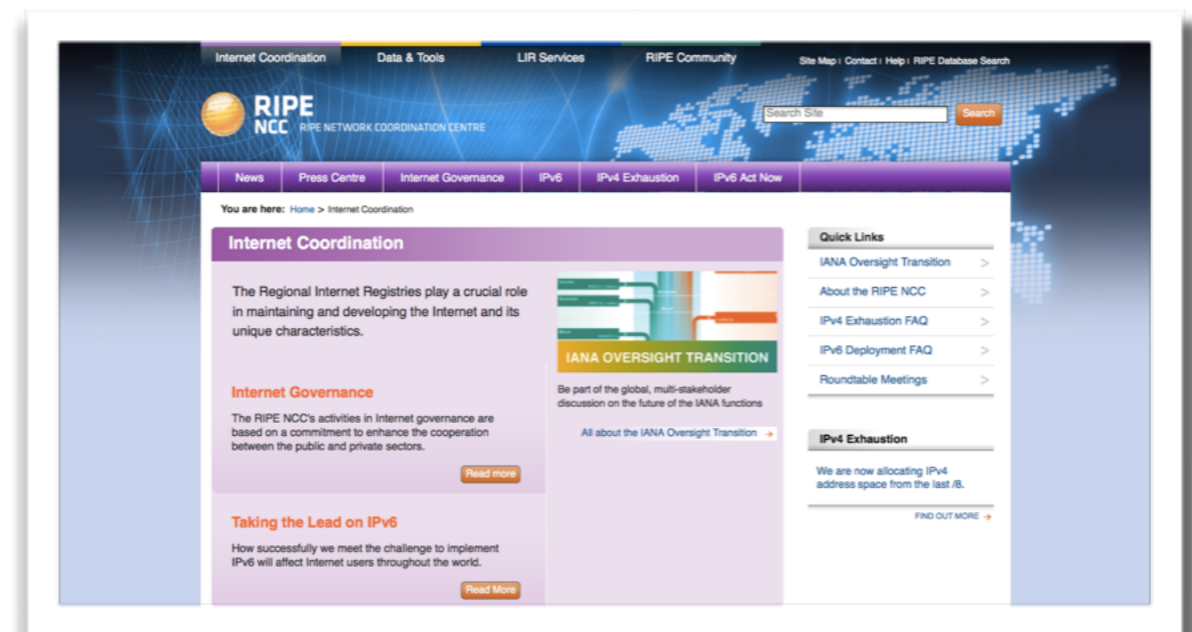 Internet Coordination
Data & Tools
LIR Services
RIPE Community
Site Map | Contact | Help | RIPE Database Search
RIPE
NCC RIPE NETWORK COORDINATION CENTRE
Search Site
Search
News
Press Centre
Internet Governance
IPv6
IPv4 Exhaustion
IPv6 Act Now
You are here: Home > Internet Coordination
Internet Coordination
The Regional Internet Registries play a crucial role
in maintaining and developing the Internet and its
unique characteristics.
Internet Governance
The RIPE NCC's activities in Internet governance are
based on a commitment to enhance the cooperation
between the public and private sectors.
Read more
Taking the Lead on IPv6
How successfully we meet the challenge to implement
IPv6 will affect Internet users throughout the world.
Read More
IANA OVERSIGHT TRANSITION
Be part of the global, multi-stakeholder
discussion on the future of the IANA functions
All about the IANA Oversight Transition →
Quick Links
IANA Oversight Transition >
About the RIPE NCC >
IPv4 Exhaustion FAQ >
IPv6 Deployment FAQ >
Roundtable Meetings >
IPv4 Exhaustion
We are now allocating IPv4
address space from the last /8.
FIND OUT MORE →